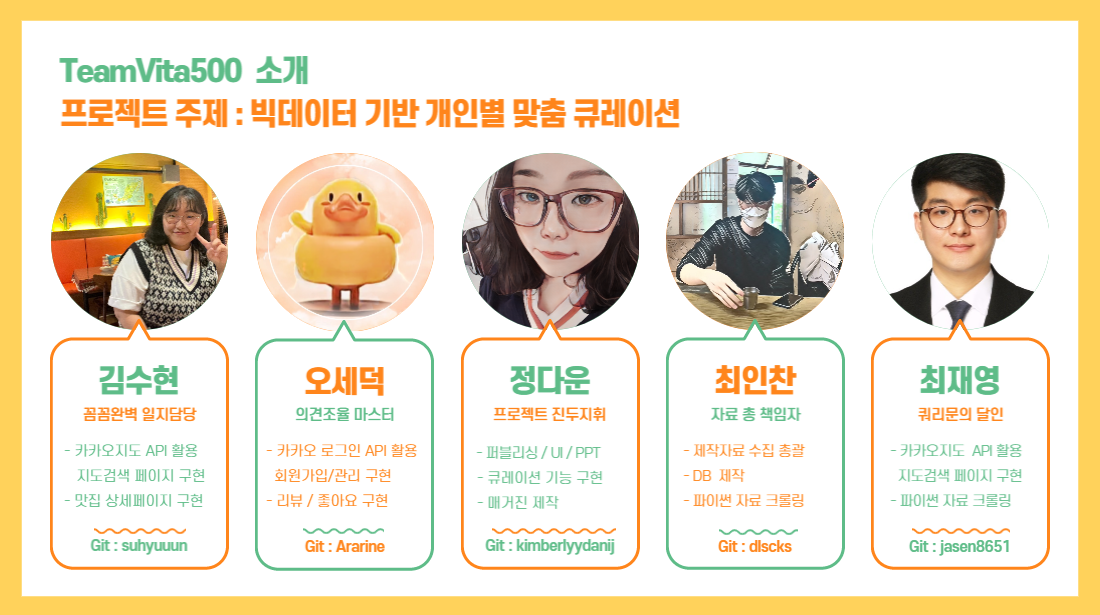 TeamVita500 소개
프로젝트 주제 : 빅데이터 기반 개인별 맞춤 큐레이션
김수현
꼼꼼완벽 일지담당
- 카카오지도 API 활용
지도검색 페이지 구현
- 맛집 상세페이지 구현
Git : suhyuuun
오세덕
의견조율 마스터
- 카카오 로그인 API 활용
회원가입/관리 구현
- 리뷰 / 좋아요 구현
Git : Ararine
정다운
프로젝트 진두지휘
- 퍼블리싱 / UI / PPT
- 큐레이션 기능 구현
- 매거진 제작
Git : kimberlyydanij
최인찬
자료 총 책임자
- 제작자료 수집 총괄
- DB 제작
- 파이썬 자료 크롤링
Git : dlscks
최재영
쿼리문의 달인
- 카카오지도 API 활용
지도검색 페이지 구현
- 파이썬 자료 크롤링
Git : jasen8651